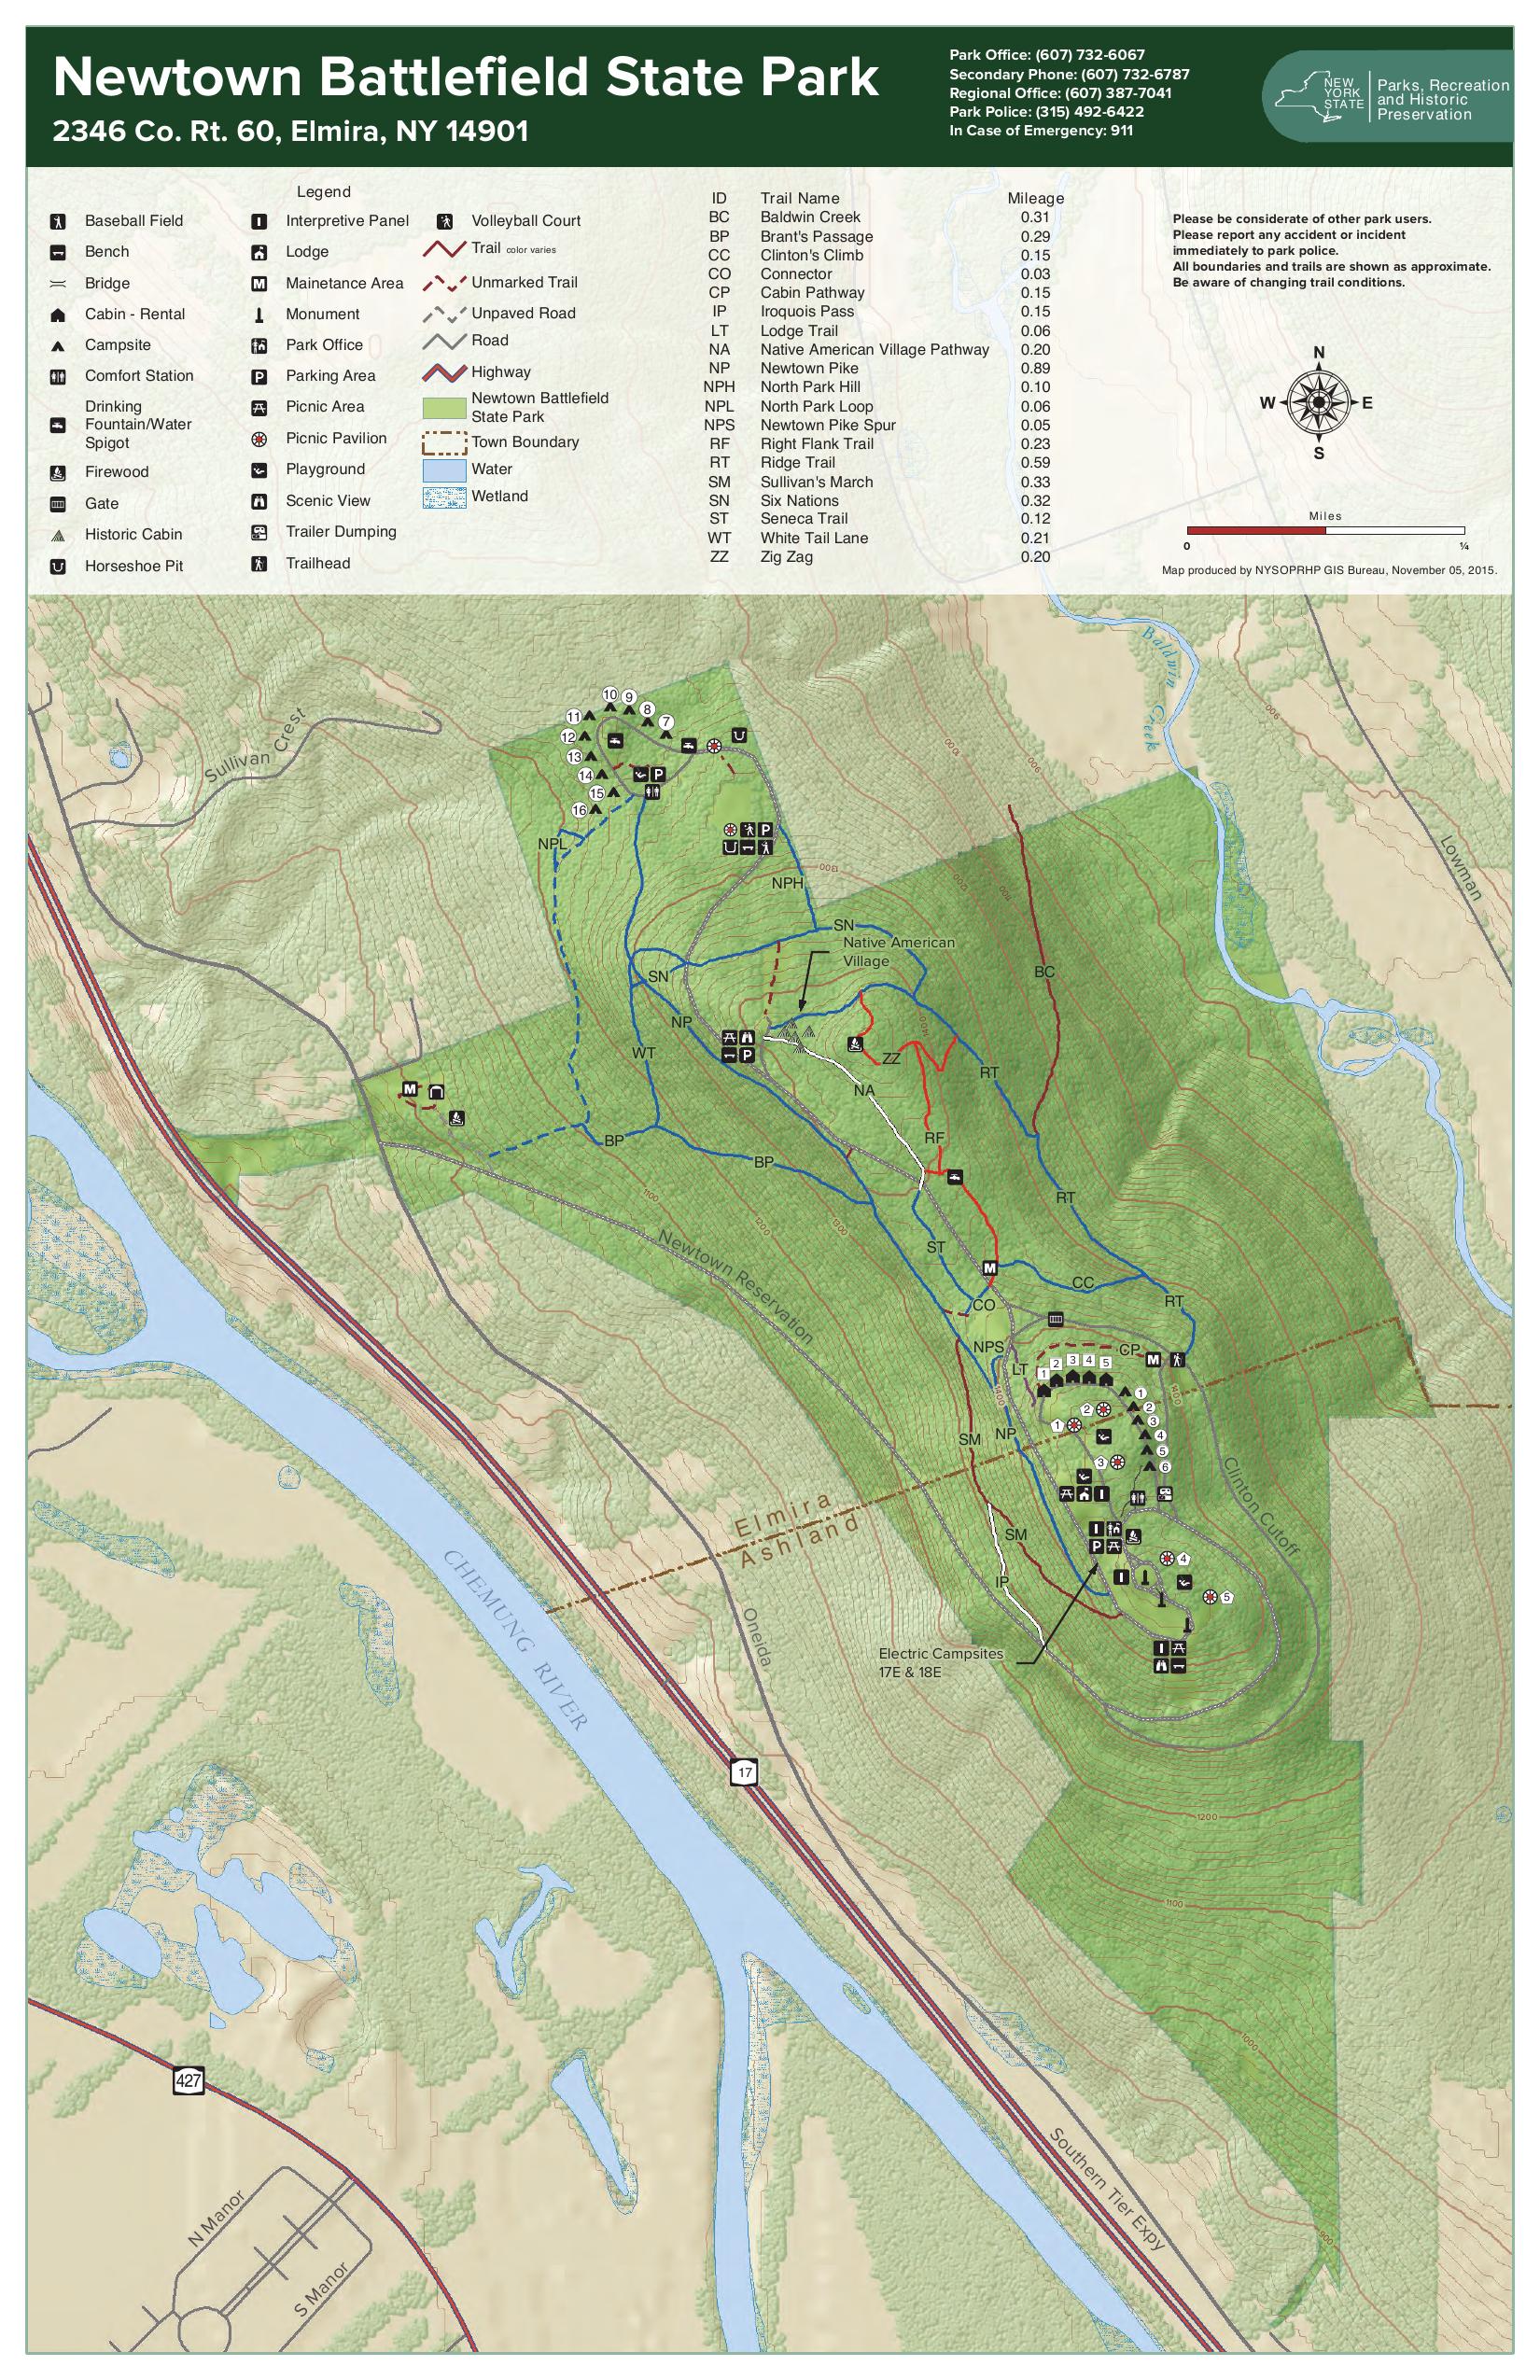 Newtown Battlefield State Park
2346 Co. Rt. 60, Elmira, NY 14901
Park Office: (607) 732-6067
Secondary Phone: (607) 732-6787
Regional Office: (607) 387-7041
Park Police: (315) 492-6422
In Case of Emergency: 911
NEW
YORK
STATE
Parks, Recreation
and Historic
Preservation
Legend
Baseball Field
Bench
Bridge
Cabin - Rental
Campsite
Comfort Station
Drinking
Fountain/Water
Spigot
Firewood
Gate
Historic Cabin
Horseshoe Pit
Interpretive Panel
Lodge
M
Mainetance Area
Monument
Park Office
P
Parking Area
Picnic Area
Picnic Pavilion
Playground
Scenic View
Trailer Dumping
Trailhead
Volleyball Court
Trail color varies
Unmarked Trail
Unpaved Road
Road
Highway
Newtown Battlefield
State Park
Town Boundary
Water
Wetland
ID Trail Name Mileage
BC Baldwin Creek 0.31
BP Brant's Passage 0.29
CC Clinton's Climb 0.15
CO Connector 0.03
CP Cabin Pathway 0.15
IP Iroquois Pass 0.15
LT Lodge Trail 0.06
NA Native American Village Pathway 0.20
NP Newtown Pike 0.89
NPH North Park Hill 0.10
NPL North Park Loop 0.06
NPS Newtown Pike Spur 0.05
RF Right Flank Trail 0.23
RT Ridge Trail 0.59
SM Sullivan's March 0.33
SN Six Nations 0.32
ST Seneca Trail 0.12
WT White Tail Lane 0.21
ZZ Zig Zag 0.20
Please be considerate of other park users.
Please report any accident or incident
immediately to park police.
All boundaries and trails are shown as approximate.
Be aware of changing trail conditions.
N
W E
S
Miles
0 ¼
Map produced by NYSOPRHP GIS Bureau, November 05, 2015.
Baldwin
Creek
900
1000
900
Sullivan Crest
10
9
8
7
11
12
13
14
15
16
P
P
Lowman
NPL
NPH
1300
1000
900
SN
Native American
Village
BC
SN
NP
1400
P
WT
ZZ
RT
NA
M
RF
BP
BP
1100
1200
1300
RT
Newtown Reservation
ST
M
CC
RT
CO
NPS
CP
M
LT
1
2
3
4
5
1400
1400
1
2
3
4
5
6
2
1
3
SM
NP
Clinton Cutoff
Elmira
Ashland
SM
P
4
5
IP
CHEMUNG RIVER
Oneida
Electric Campsites
17E & 18E
17
1200
1100
1000
427
Southern Tier Expy
N Manor
S Manor
900